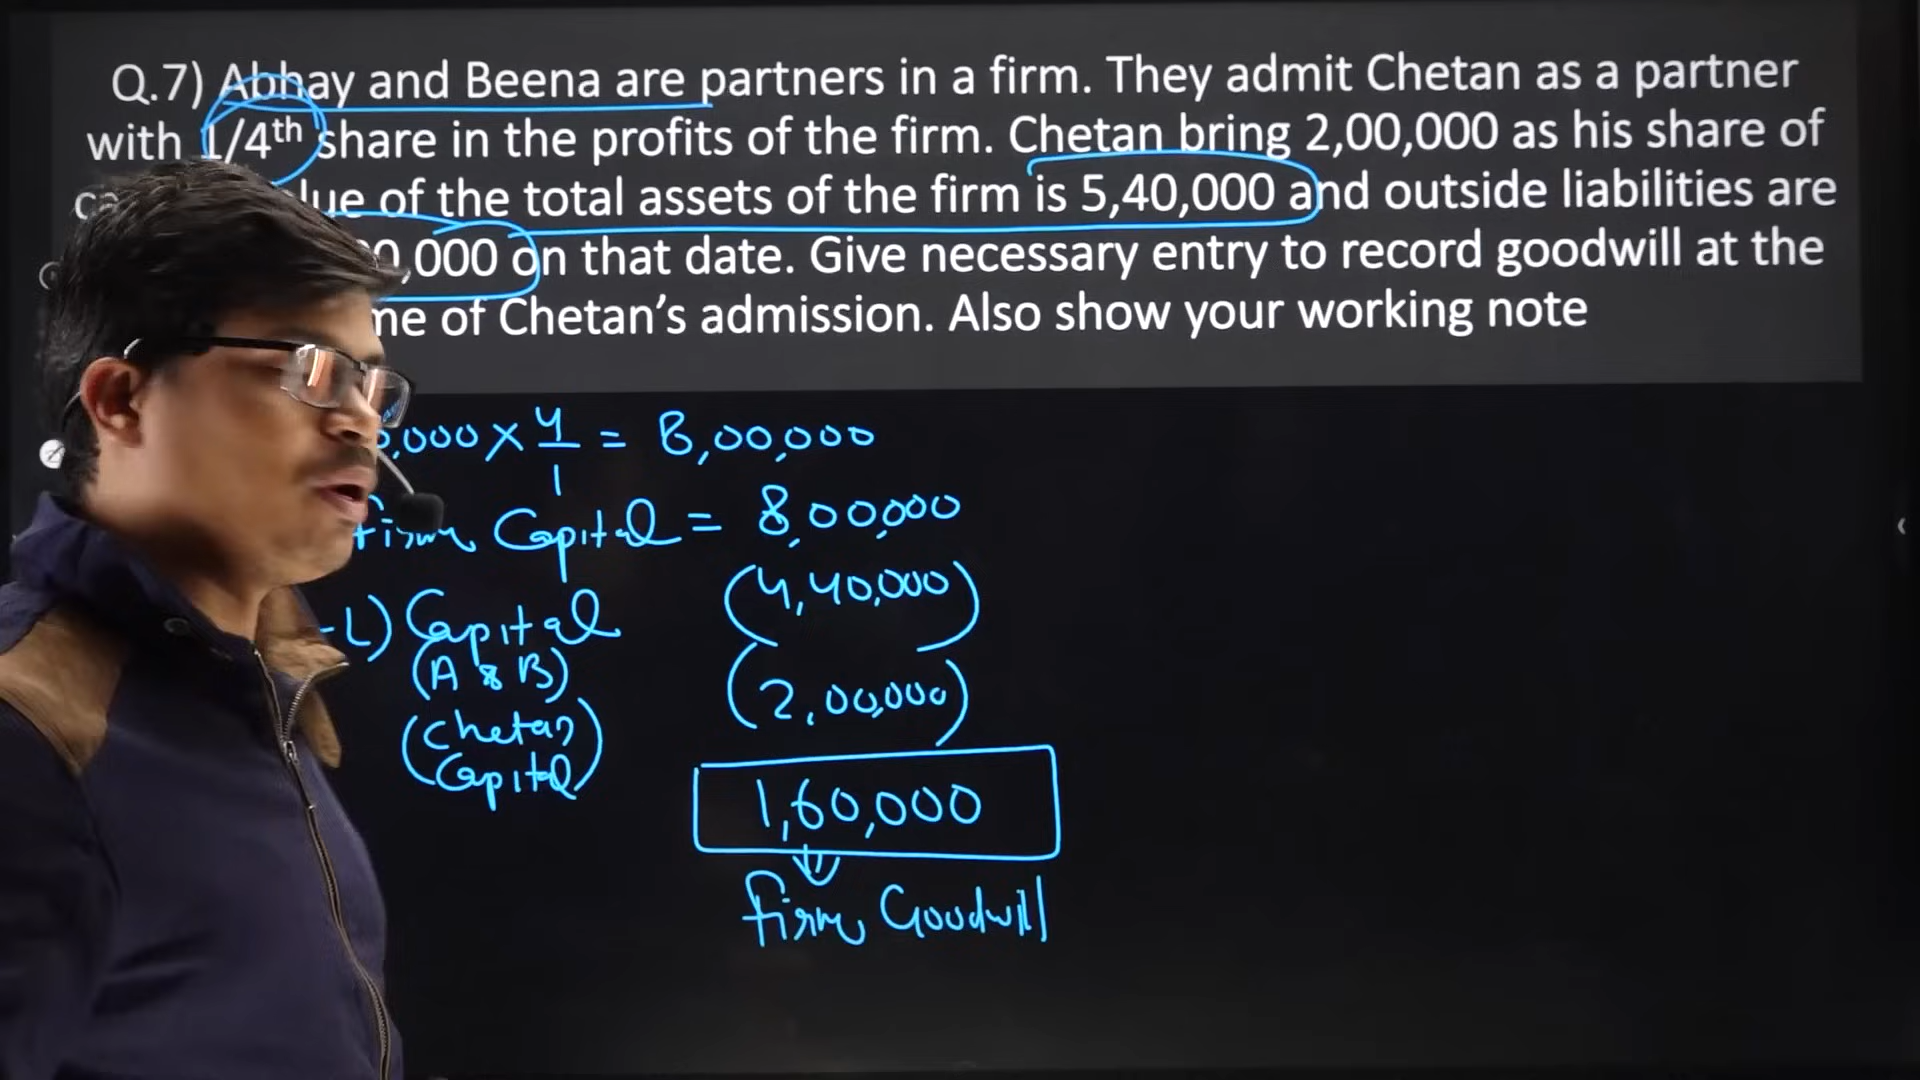 Q.7) Abhay and Beena are partners in a firm. They admit Chetan as a partner
with 1/4th share in the profits of the firm. Chetan bring 2,00,000 as his share of
of the total assets of the firm is 5,40,000 and outside liabilities are
on that date. Give necessary entry to record goodwill at the
of Chetan's admission. Also show your working note
,000 × 4/1 = 8,00,000
firm Capital = 8,00,000
-L) Capital (4,40,000)
(A & B)
(Chetan (2,00,000)
Capital)
1,60,000
firm Goodwill